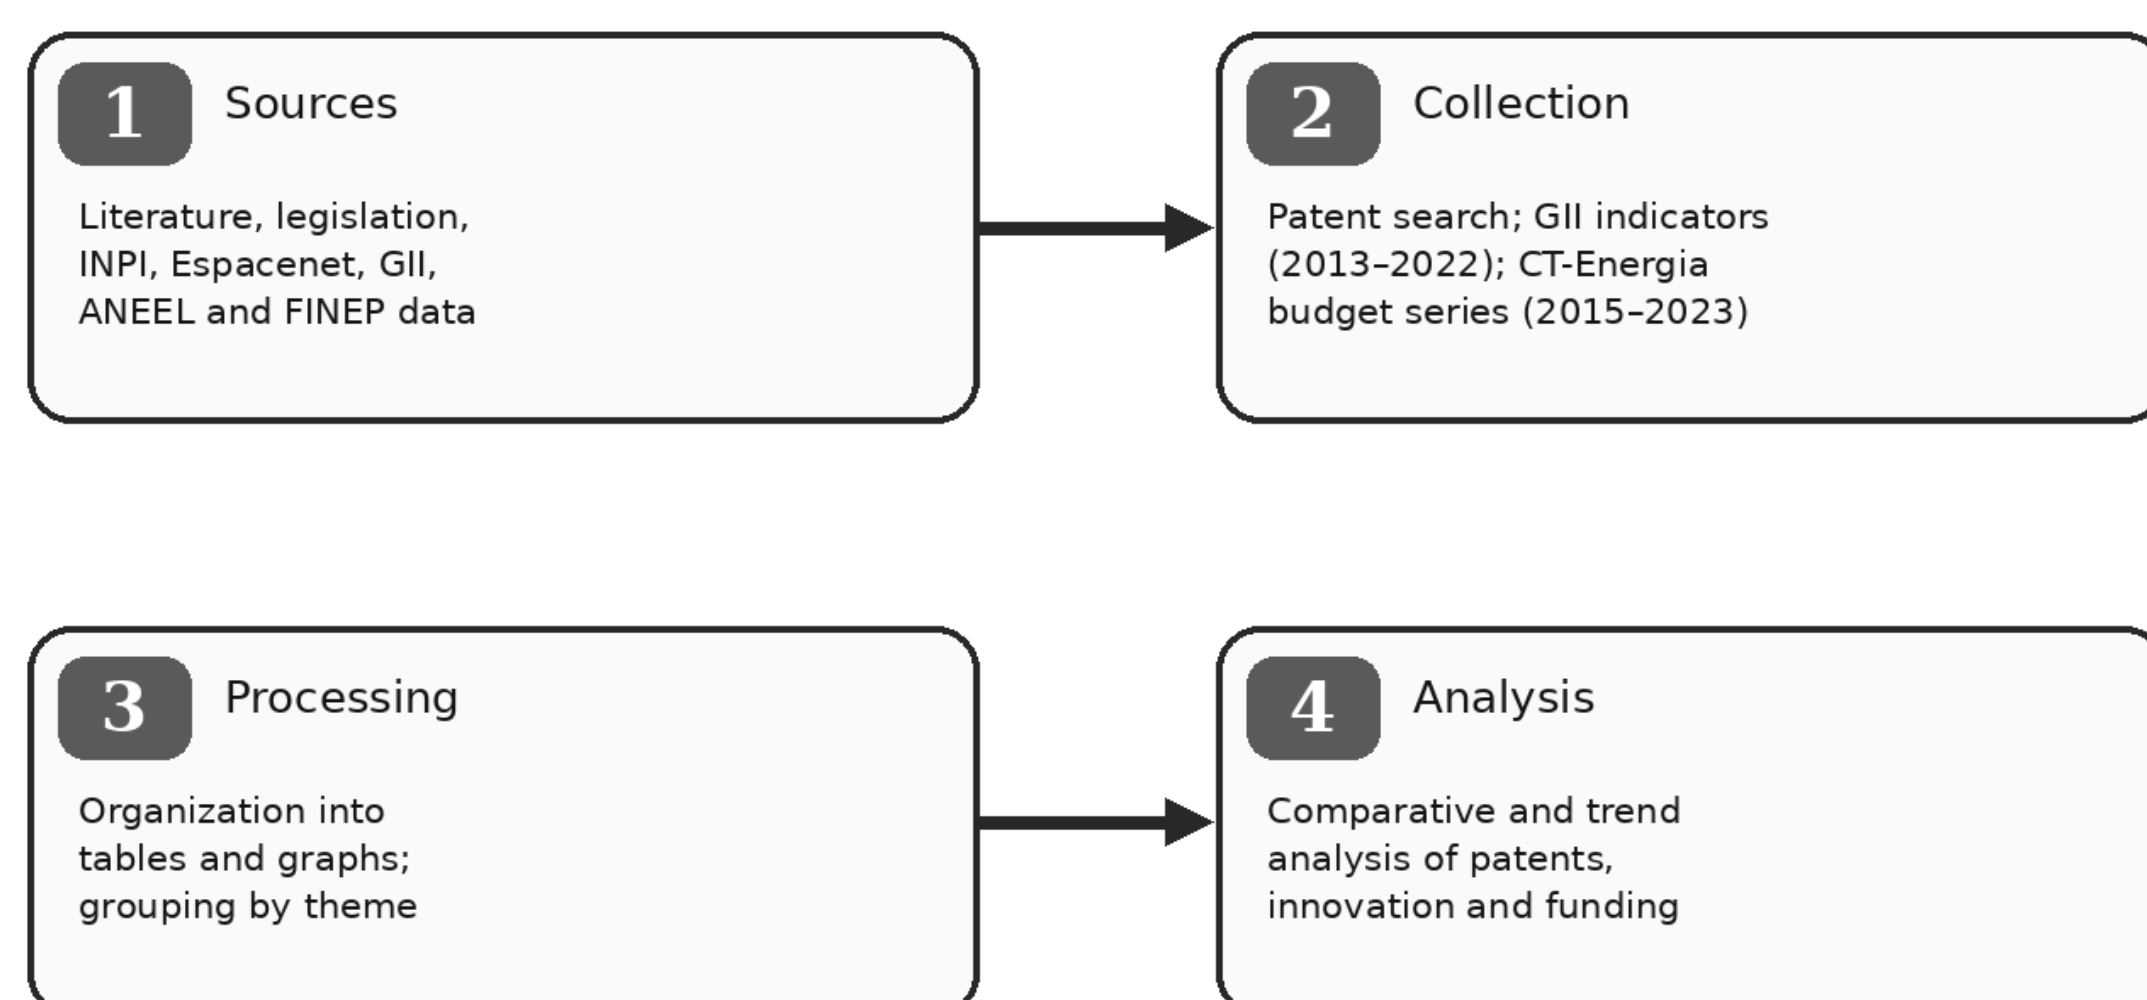 1 Sources
Literature, legislation,
INPI, Espacenet, GII,
ANEEL and FINEP data
2 Collection
Patent search; GII indicators
(2013–2022); CT-Energia
budget series (2015–2023)
3 Processing
Organization into
tables and graphs;
grouping by theme
4 Analysis
Comparative and trend
analysis of patents,
innovation and funding